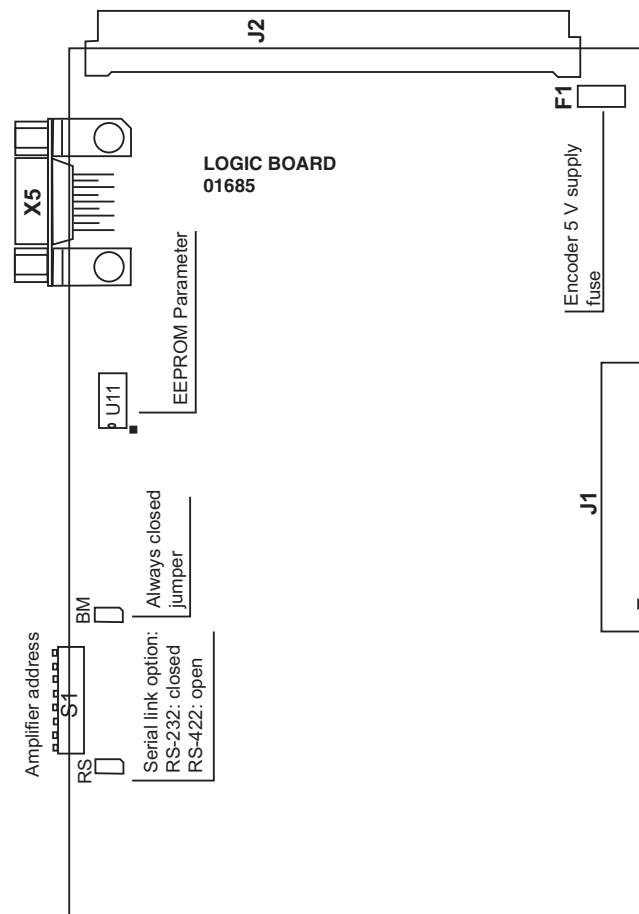 J2
F1
X5
LOGIC BOARD
01685
Encoder 5 V supply
fuse
EEPROM Parameter
U11
J1
Always closed
jumper
BM
Amplifier address
S1
Serial link option:
RS-232: closed
RS-422: open
RS